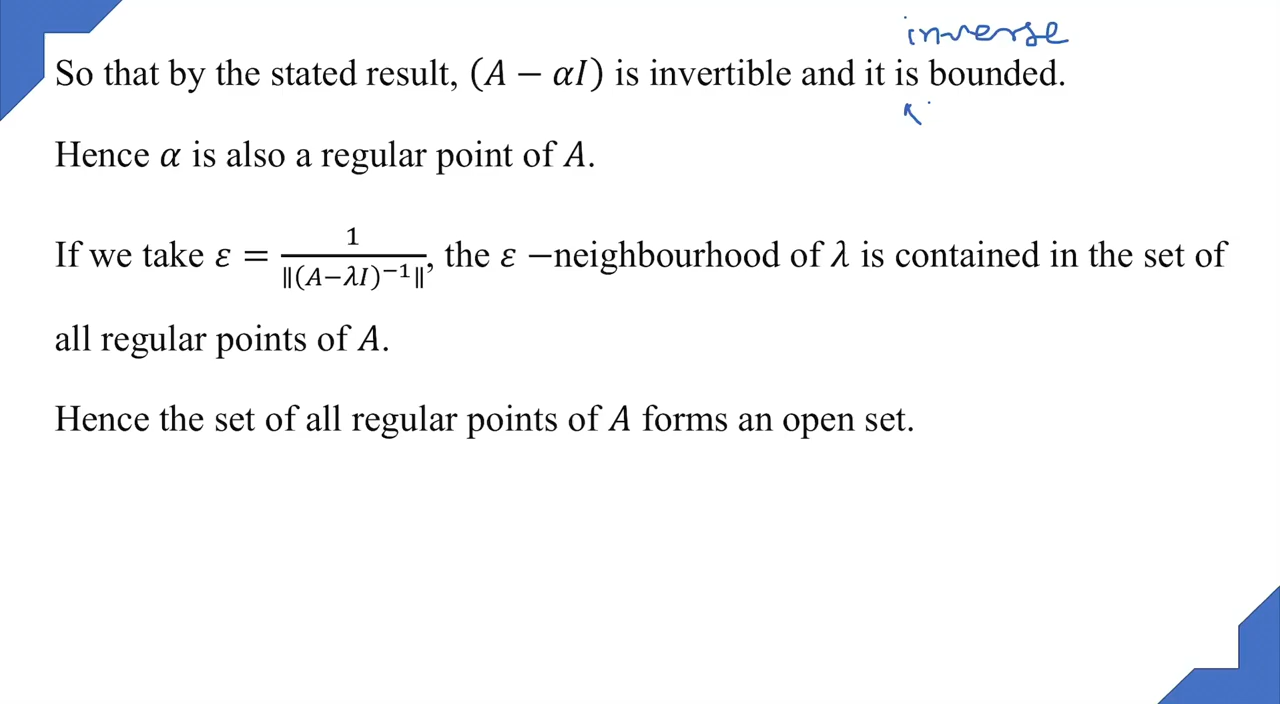 inverse
So that by the stated result, (A − αI) is invertible and it is bounded.
Hence α is also a regular point of A.
If we take ε = 1/‖(A−λI)⁻¹‖, the ε −neighbourhood of λ is contained in the set of
all regular points of A.
Hence the set of all regular points of A forms an open set.